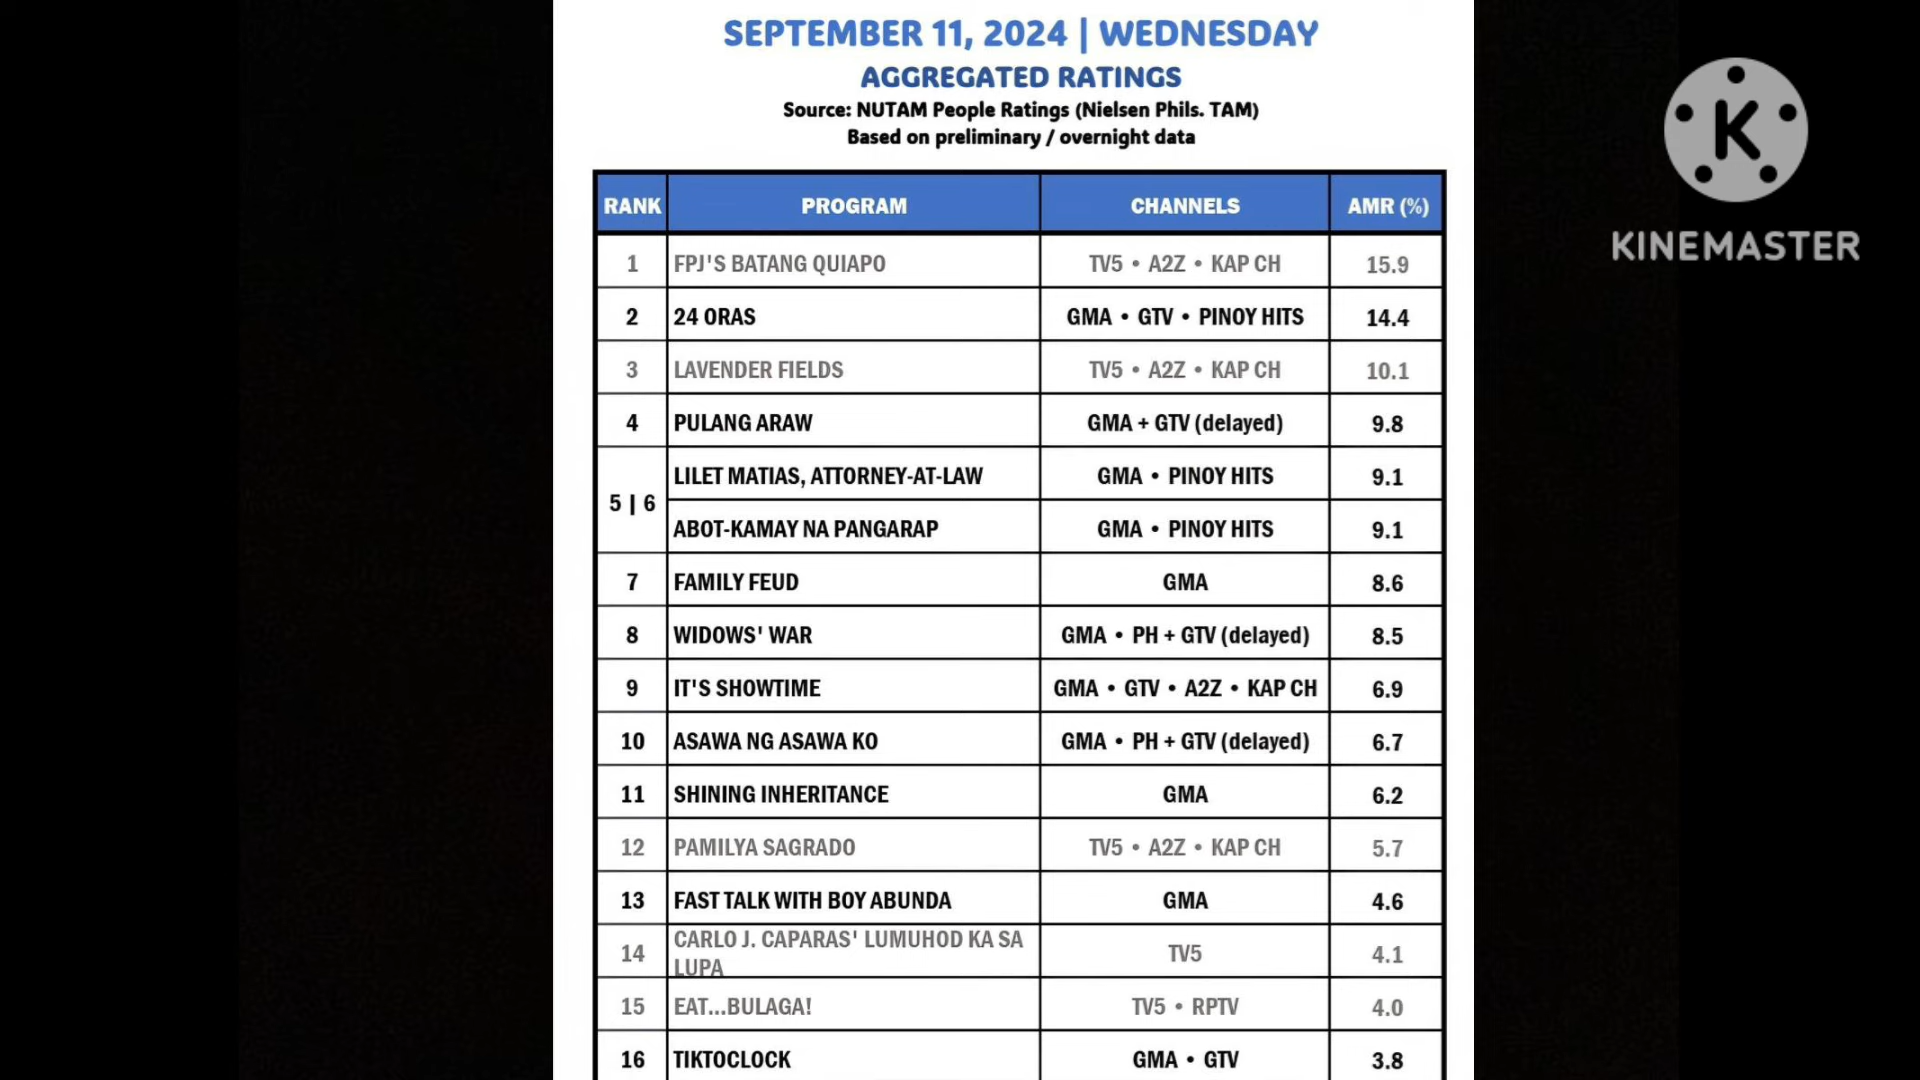 SEPTEMBER 11, 2024 | WEDNESDAY
AGGREGATED RATINGS
Source: NUTAM People Ratings (Nielsen Phils. TAM)
Based on preliminary / overnight data
K
KINEMASTER
RANK PROGRAM CHANNELS AMR (%)
1 FPJ'S BATANG QUIAPO TV5 • A2Z • KAP CH 15.9
2 24 ORAS GMA • GTV • PINOY HITS 14.4
3 LAVENDER FIELDS TV5 • A2Z • KAP CH 10.1
4 PULANG ARAW GMA + GTV (delayed) 9.8
5 | 6 LILET MATIAS, ATTORNEY-AT-LAW GMA • PINOY HITS 9.1
ABOT-KAMAY NA PANGARAP GMA • PINOY HITS 9.1
7 FAMILY FEUD GMA 8.6
8 WIDOWS' WAR GMA • PH + GTV (delayed) 8.5
9 IT'S SHOWTIME GMA • GTV • A2Z • KAP CH 6.9
10 ASAWA NG ASAWA KO GMA • PH + GTV (delayed) 6.7
11 SHINING INHERITANCE GMA 6.2
12 PAMILYA SAGRADO TV5 • A2Z • KAP CH 5.7
13 FAST TALK WITH BOY ABUNDA GMA 4.6
14 CARLO J. CAPARAS' LUMUHOD KA SA
LUPA TV5 4.1
15 EAT...BULAGA! TV5 • RPTV 4.0
16 TIKTOCLOCK GMA • GTV 3.8